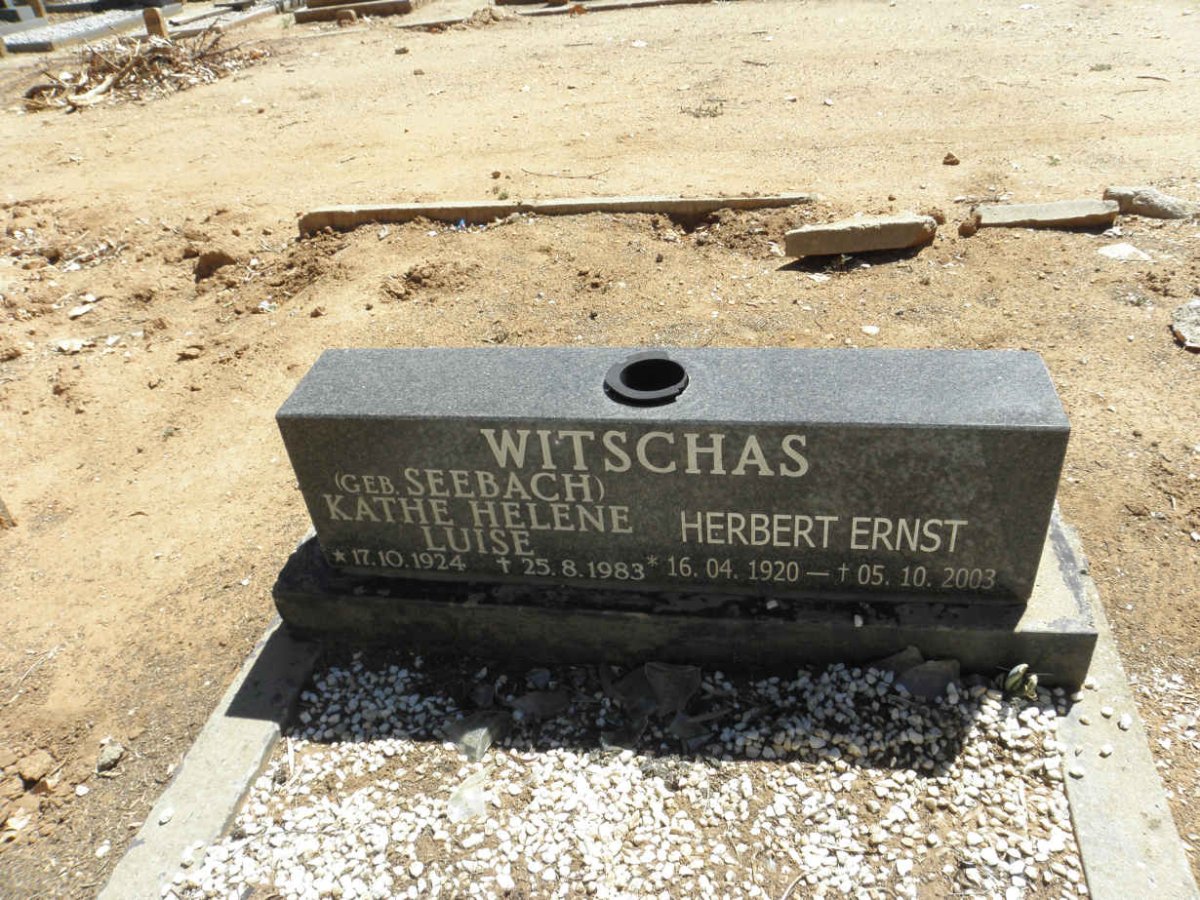 WITSCHAS
(GEB. SEEBACH)
KATHE HELENE
LUISE
* 17.10.1924 † 25.8.1983
HERBERT ERNST
* 16. 04. 1920 — † 05. 10. 2003